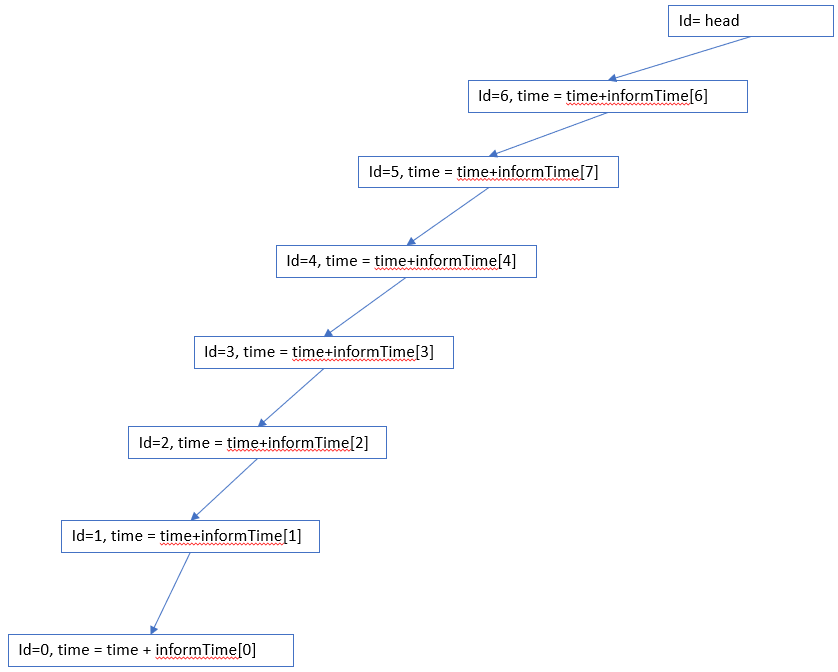 Id= head
Id=6, time = time+informTime[6]
Id=5, time = time+informTime[7]
Id=4, time = time+informTime[4]
Id=3, time = time+informTime[3]
Id=2, time = time+informTime[2]
Id=1, time = time+informTime[1]
Id=0, time = time + informTime[0]